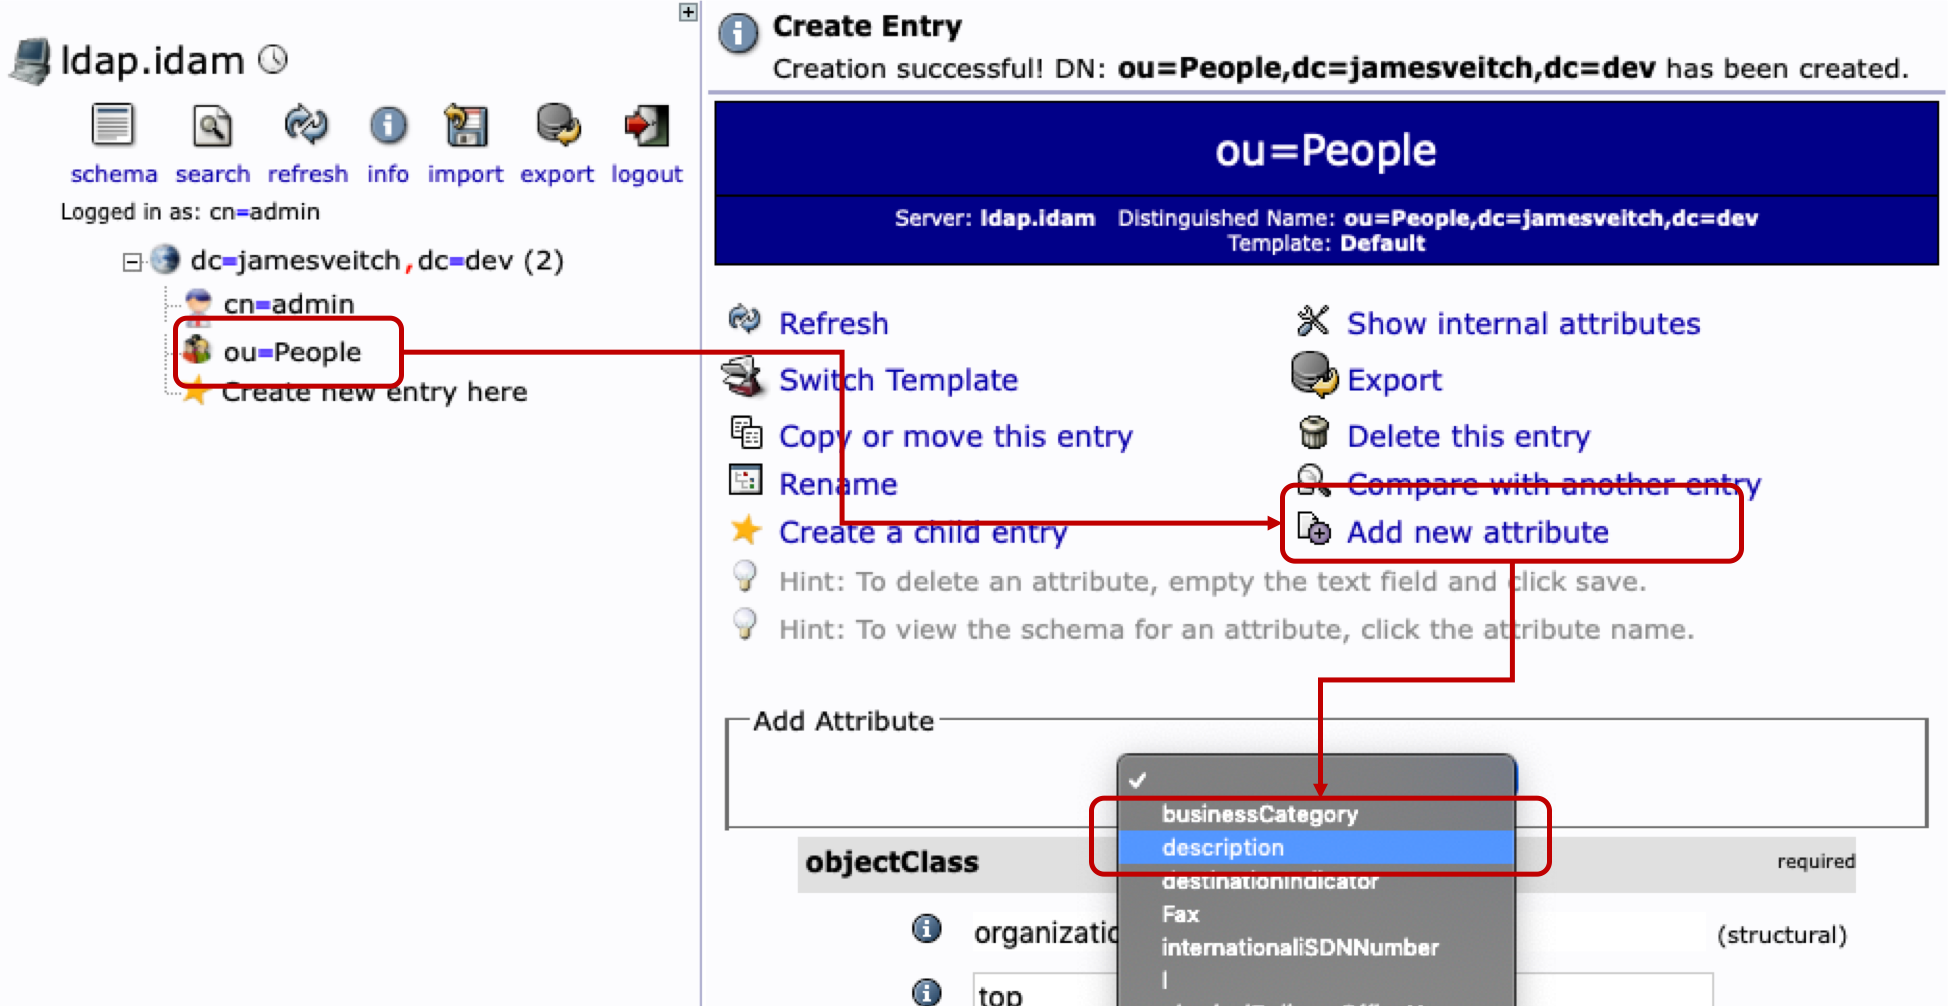 ldap.idam
schema search refresh info import export logout
Logged in as: cn=admin
dc=jamesveitch,dc=dev (2)
cn=admin
ou=People
Create new entry here
Create Entry
Creation successful! DN: ou=People,dc=jamesveitch,dc=dev has been created.
ou=People
Server: ldap.idam Distinguished Name: ou=People,dc=jamesveitch,dc=dev
Template: Default
Refresh
Show internal attributes
Switch Template
Export
Copy or move this entry
Delete this entry
Rename
Compare with another entry
Create a child entry
Add new attribute
Hint: To delete an attribute, empty the text field and click save.
Hint: To view the schema for an attribute, click the attribute name.
Add Attribute
businessCategory
description
destinationIndicator
Fax
internationaliSDNNumber
l
objectClass
required
organizatio
(structural)
top